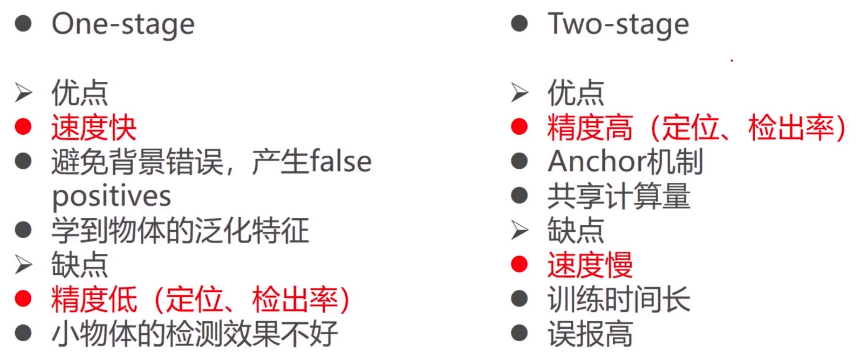 One-stage
优点
速度快
避免背景错误，产生false
positives
学到物体的泛化特征
缺点
精度低（定位、检出率）
小物体的检测效果不好
Two-stage
优点
精度高（定位、检出率）
Anchor机制
共享计算量
缺点
速度慢
训练时间长
误报高